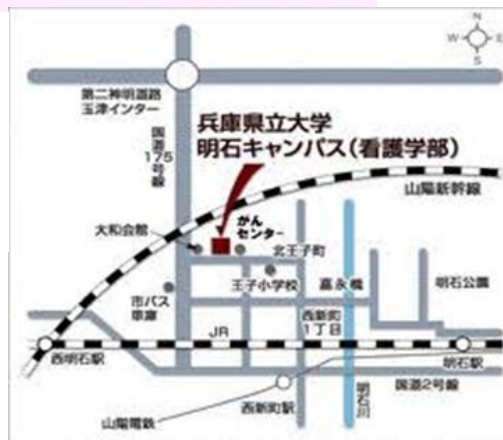 N
W E
S
第二神明道路
玉津インター
国道175号線
兵庫県立大学
明石キャンパス(看護学部)
山陽新幹線
大和会館
がん
センター
北王子町
王子小学校
嘉永橋
明石公園
市バス
車庫
西新町
1丁目
JR
西明石駅
明石駅
国道2号線
明石川
西新町駅
山陽電鉄